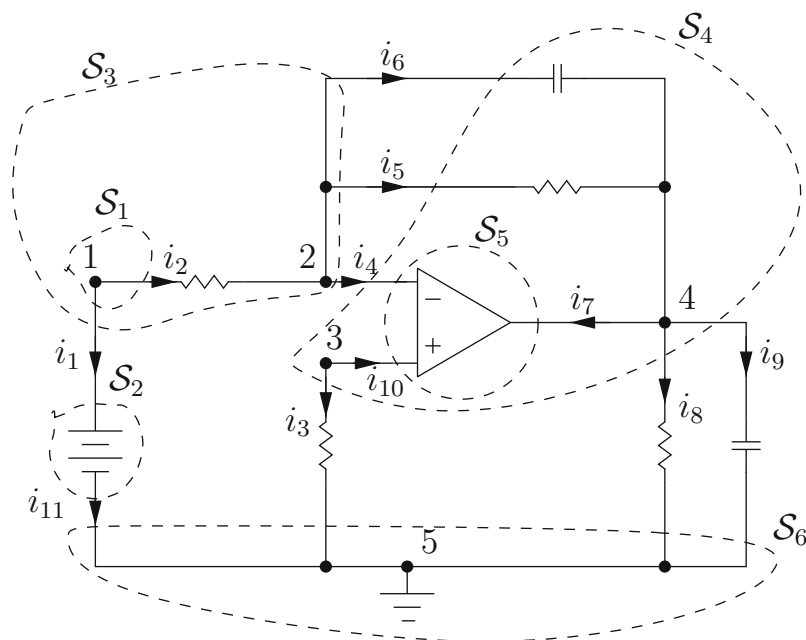 S₄
i₆
S₃
i₅
S₁
S₅
1
i₂
2
i₄
−
i₇
4
3
+
i₁
i₁₀
i₉
S₂
i₃
i₈
i₁₁
5
S₆